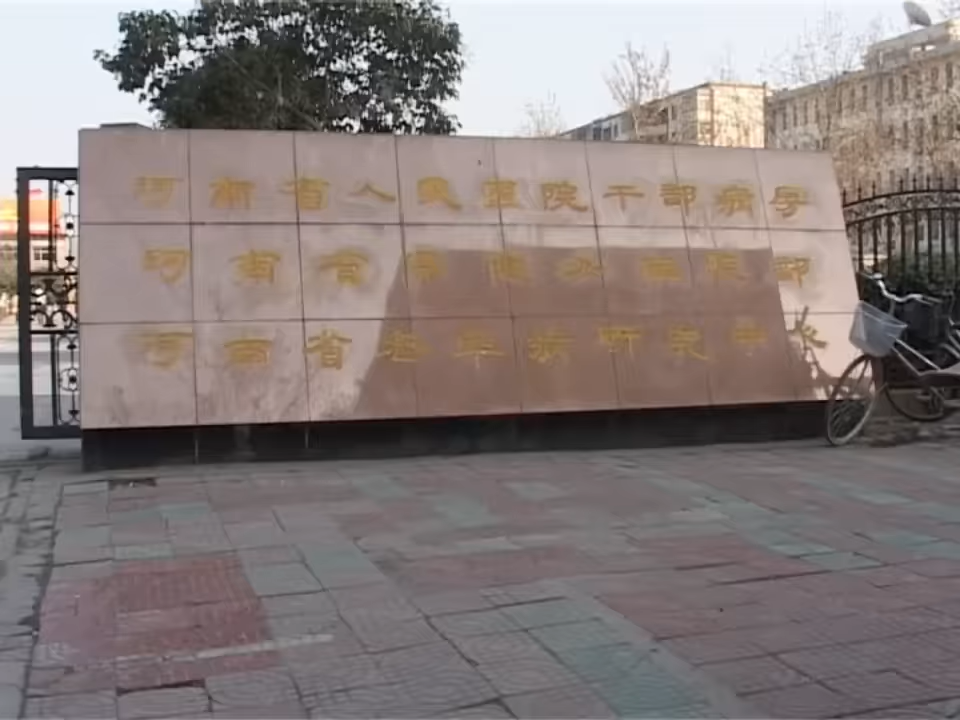 河南省人民医院干部病房
河南省
河南省老年病研究中心